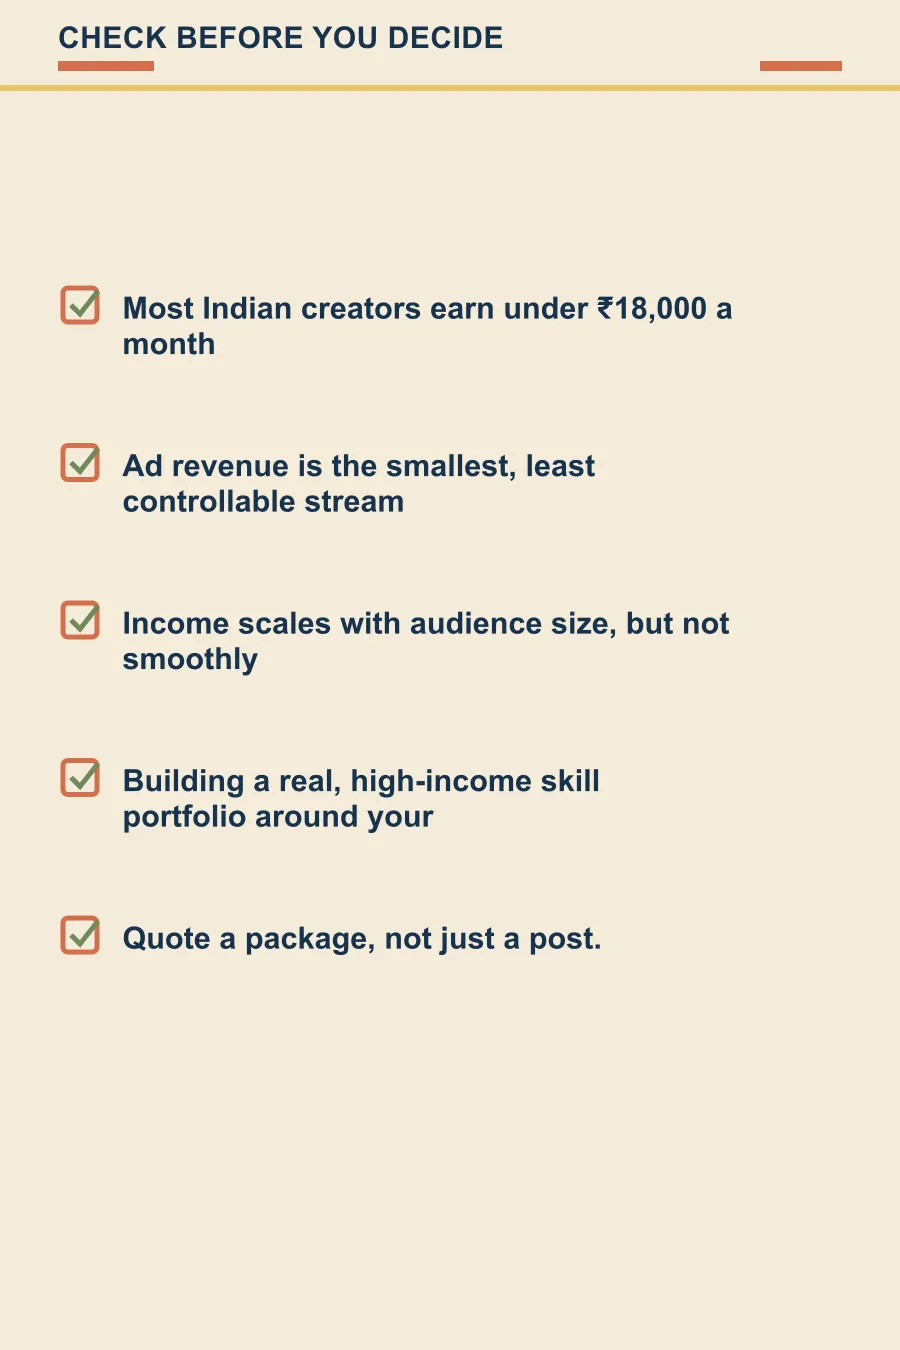 CHECK BEFORE YOU DECIDE
Most Indian creators earn under ₹18,000 a
month
Ad revenue is the smallest, least
controllable stream
Income scales with audience size, but not
smoothly
Building a real, high-income skill
portfolio around your
Quote a package, not just a post.